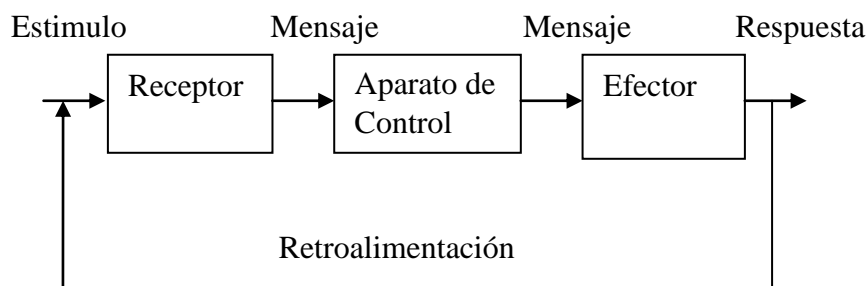 Estimulo Mensaje Mensaje Respuesta
Receptor
Aparato de
Control
Efector
Retroalimentación